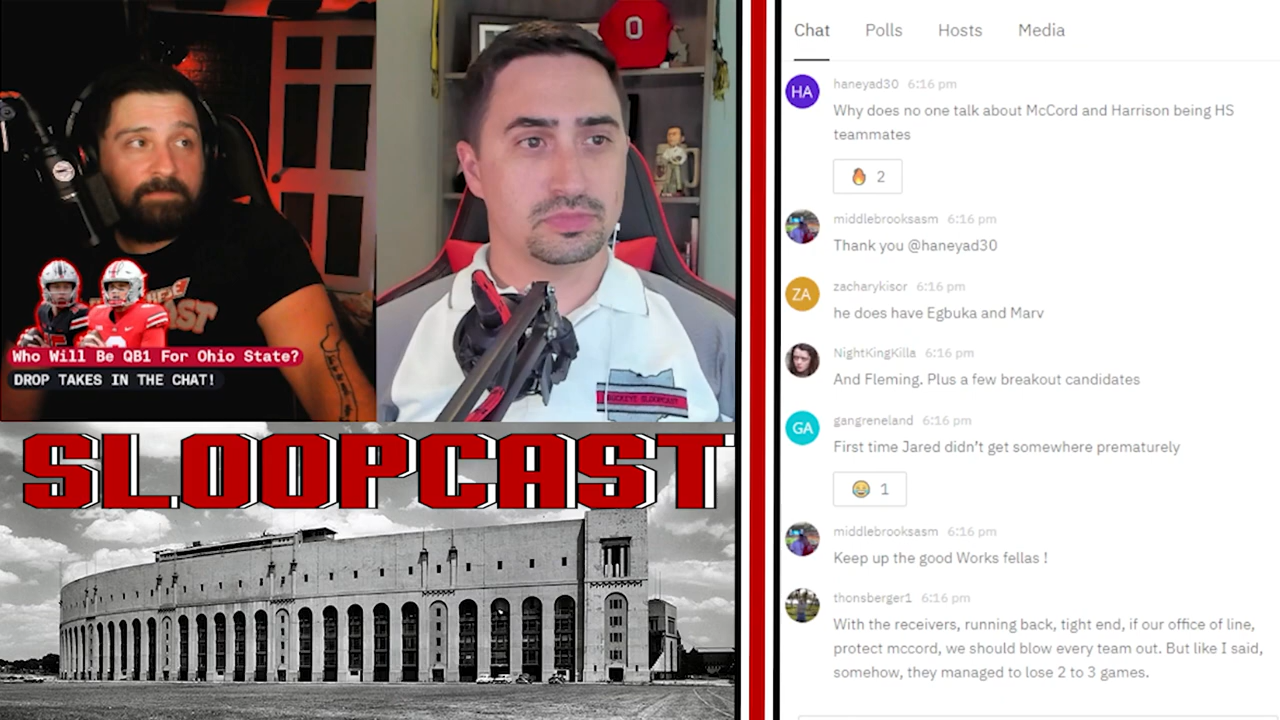 O
Who Will Be QB1 For Ohio State?
DROP TAKES IN THE CHAT!
BUCKEYE SLOOPCAST
SLOOPCAST
Chat Polls Hosts Media
HA haneyad30 6:16 pm
Why does no one talk about McCord and Harrison being HS
teammates
🔥 2
middlebrooksasm 6:16 pm
Thank you @haneyad30
ZA zacharykisor 6:16 pm
he does have Egbuka and Marv
NightKingKilla 6:16 pm
And Fleming. Plus a few breakout candidates
GA gangreneland 6:16 pm
First time Jared didn't get somewhere prematurely
😂 1
middlebrooksasm 6:16 pm
Keep up the good Works fellas !
thonsberger1 6:16 pm
With the receivers, running back, tight end, if our office of line,
protect mccord, we should blow every team out. But like I said,
somehow, they managed to lose 2 to 3 games.